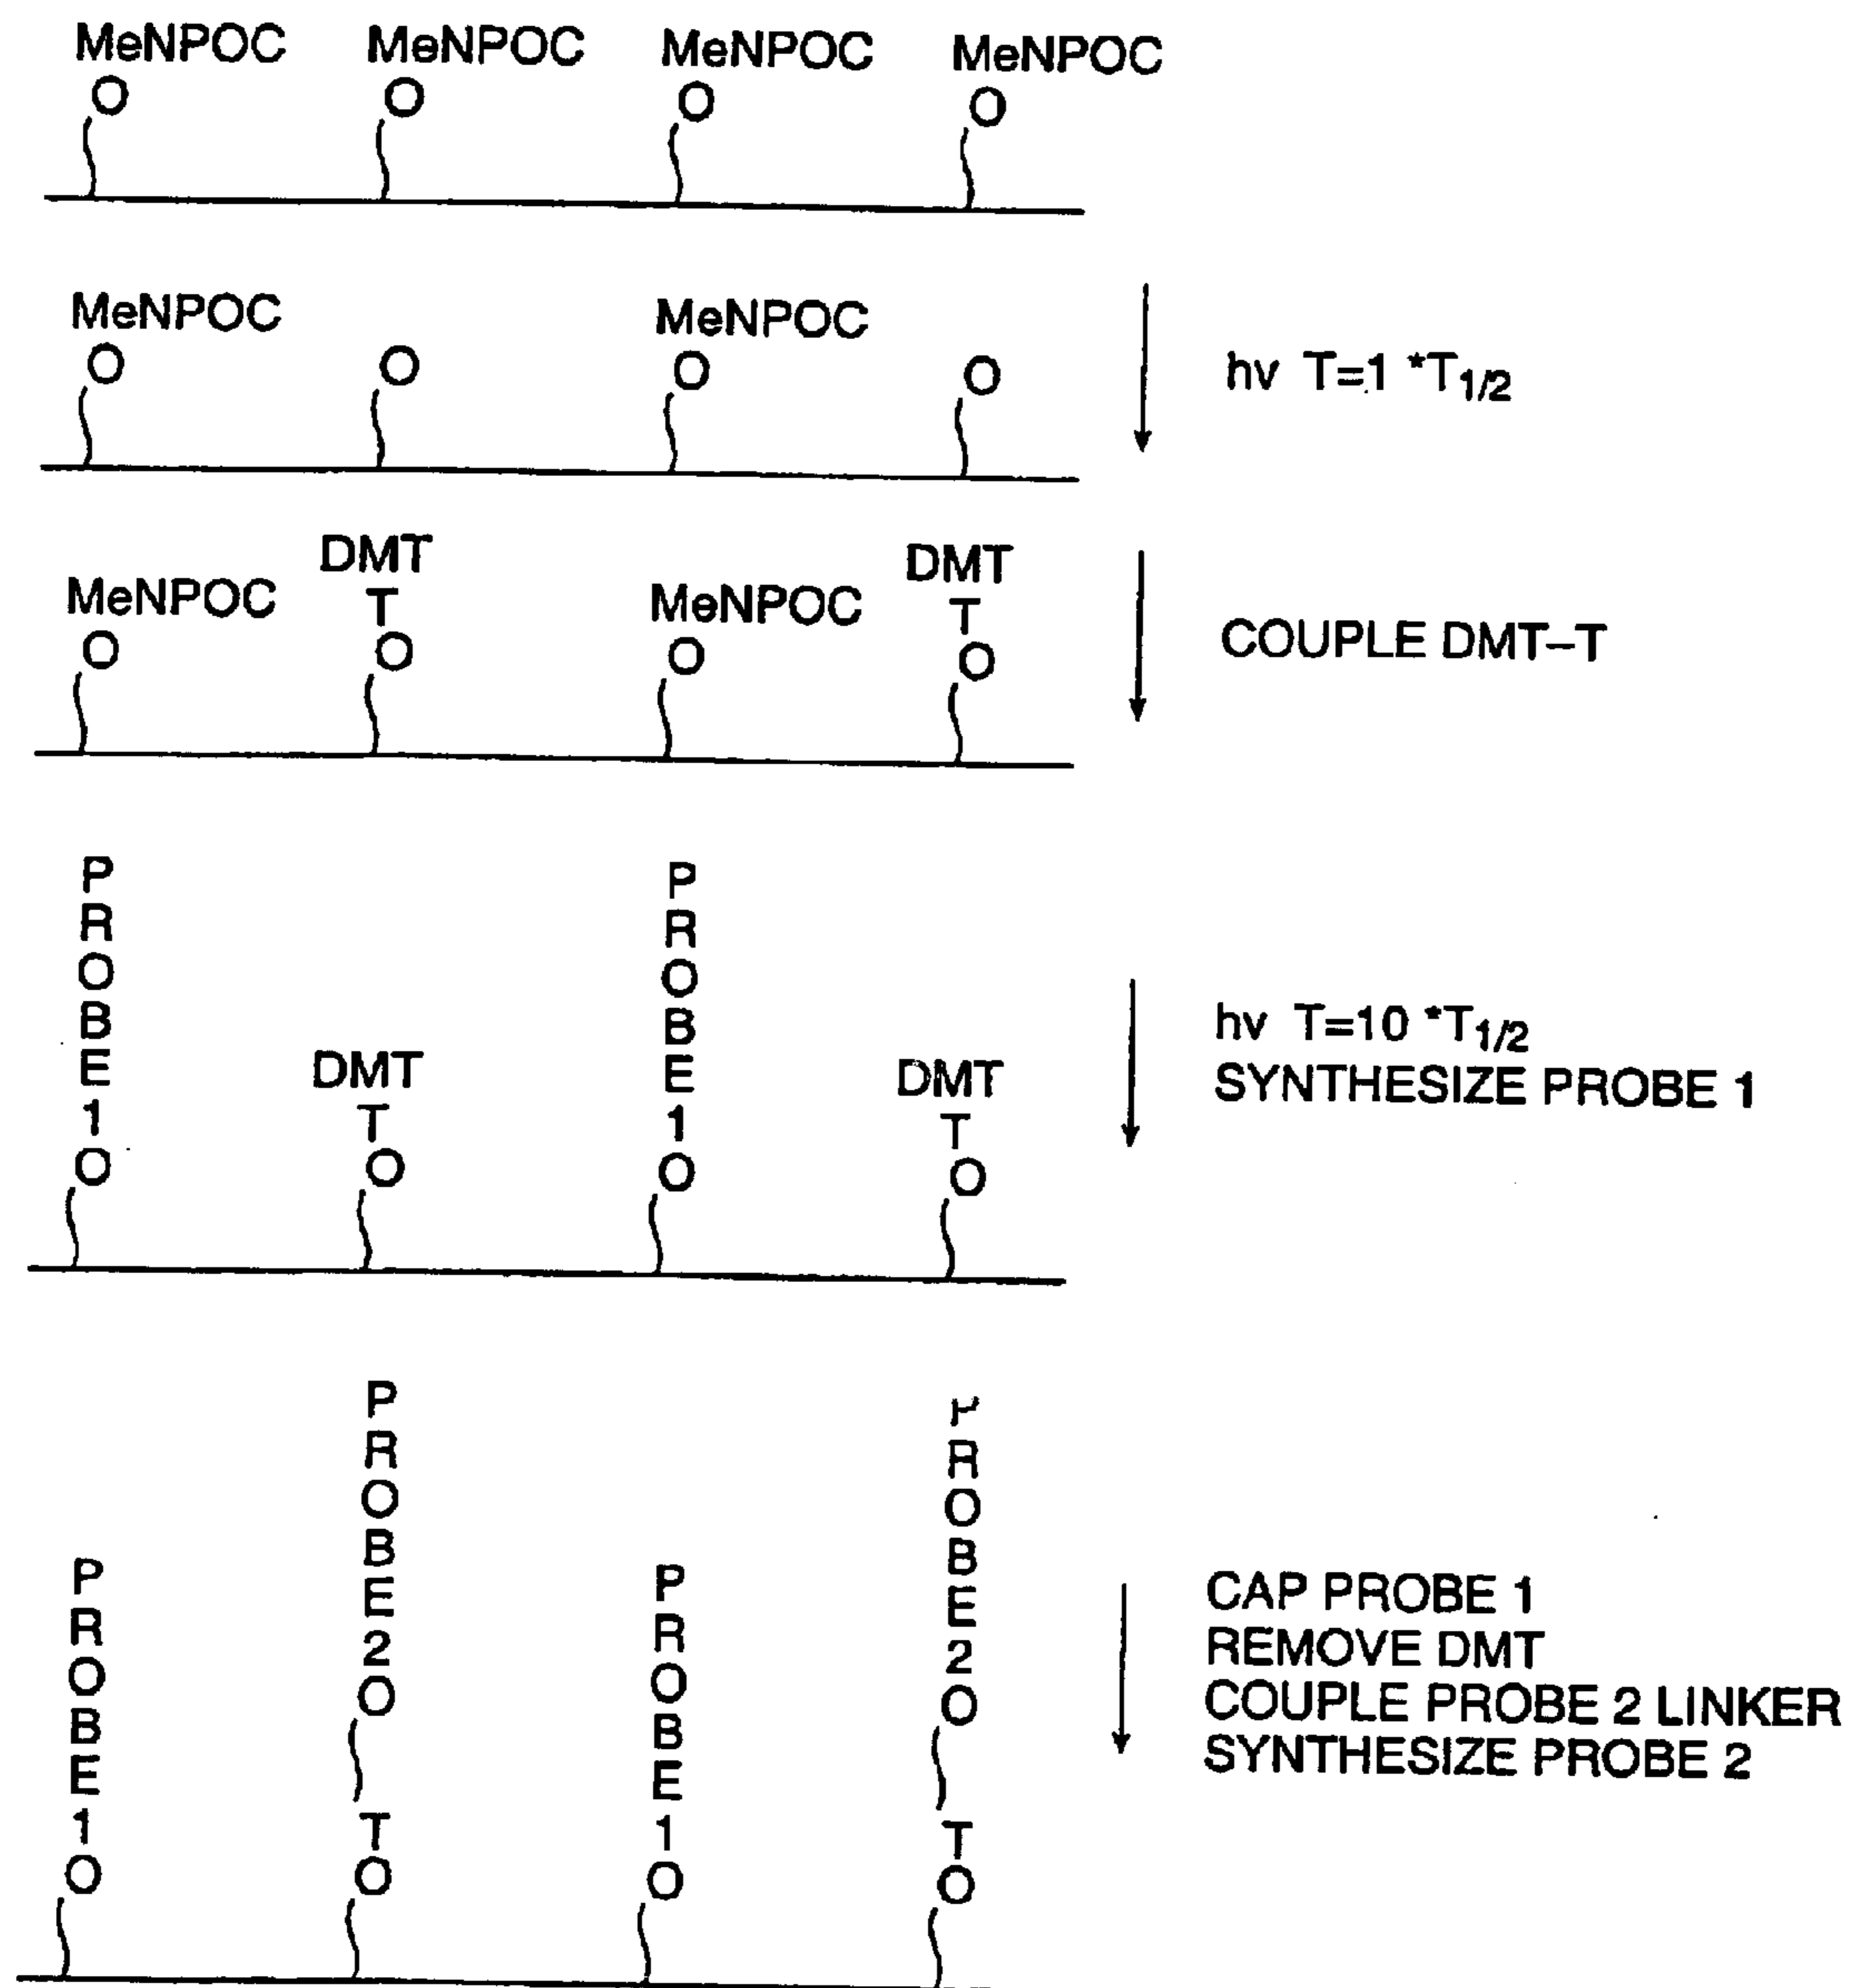 MeNPOC MeNPOC MeNPOC MeNPOC
O O O O
MeNPOC MeNPOC
O O O O
hν T=1 *T1/2
DMT DMT
MeNPOC T MeNPOC T
O O O O
COUPLE DMT–T
PROBE1O
DMT
T
O
PROBE1O
DMT
T
O
hν T=10 *T1/2
SYNTHESIZE PROBE 1
PROBE1O
PROBE2O
T
O
PROBE1O
PROBE2O
T
O
CAP PROBE 1
REMOVE DMT
COUPLE PROBE 2 LINKER
SYNTHESIZE PROBE 2